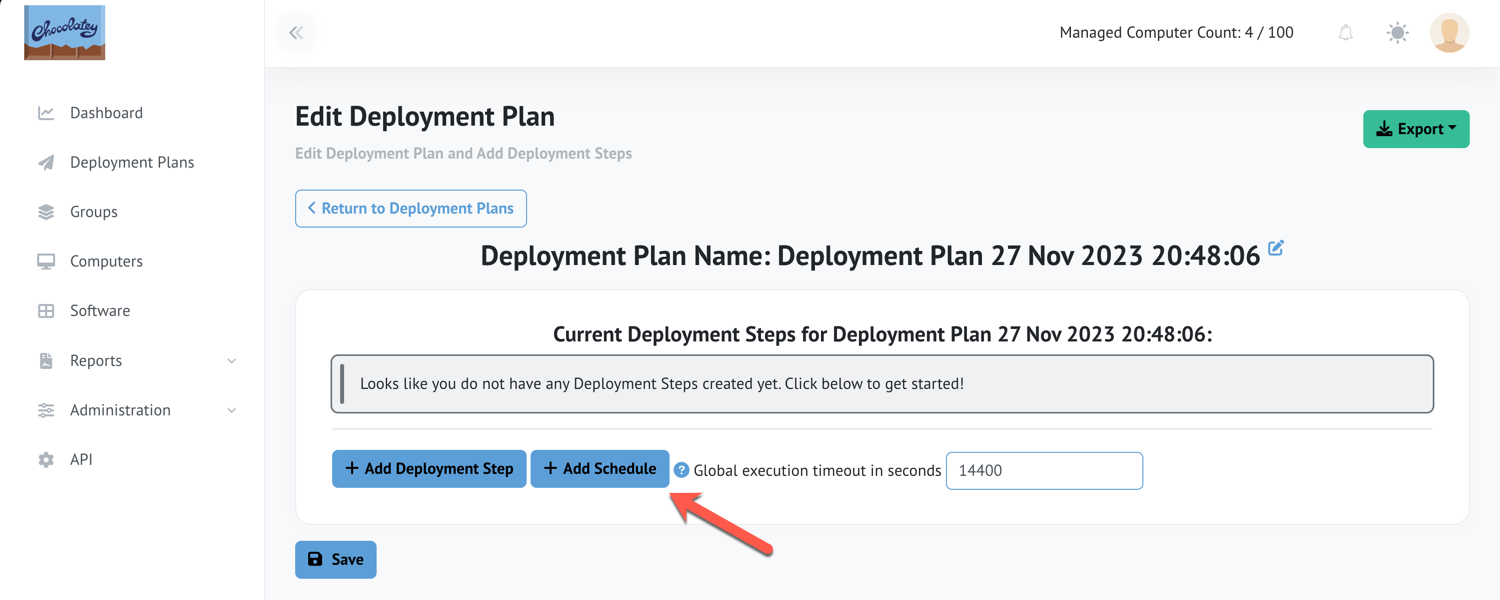 Chocolatey
Managed Computer Count: 4 / 100
Dashboard
Deployment Plans
Groups
Computers
Software
Reports
Administration
API
Edit Deployment Plan
Export
Edit Deployment Plan and Add Deployment Steps
Return to Deployment Plans
Deployment Plan Name: Deployment Plan 27 Nov 2023 20:48:06
Current Deployment Steps for Deployment Plan 27 Nov 2023 20:48:06:
Looks like you do not have any Deployment Steps created yet. Click below to get started!
+ Add Deployment Step + Add Schedule ? Global execution timeout in seconds 14400
Save